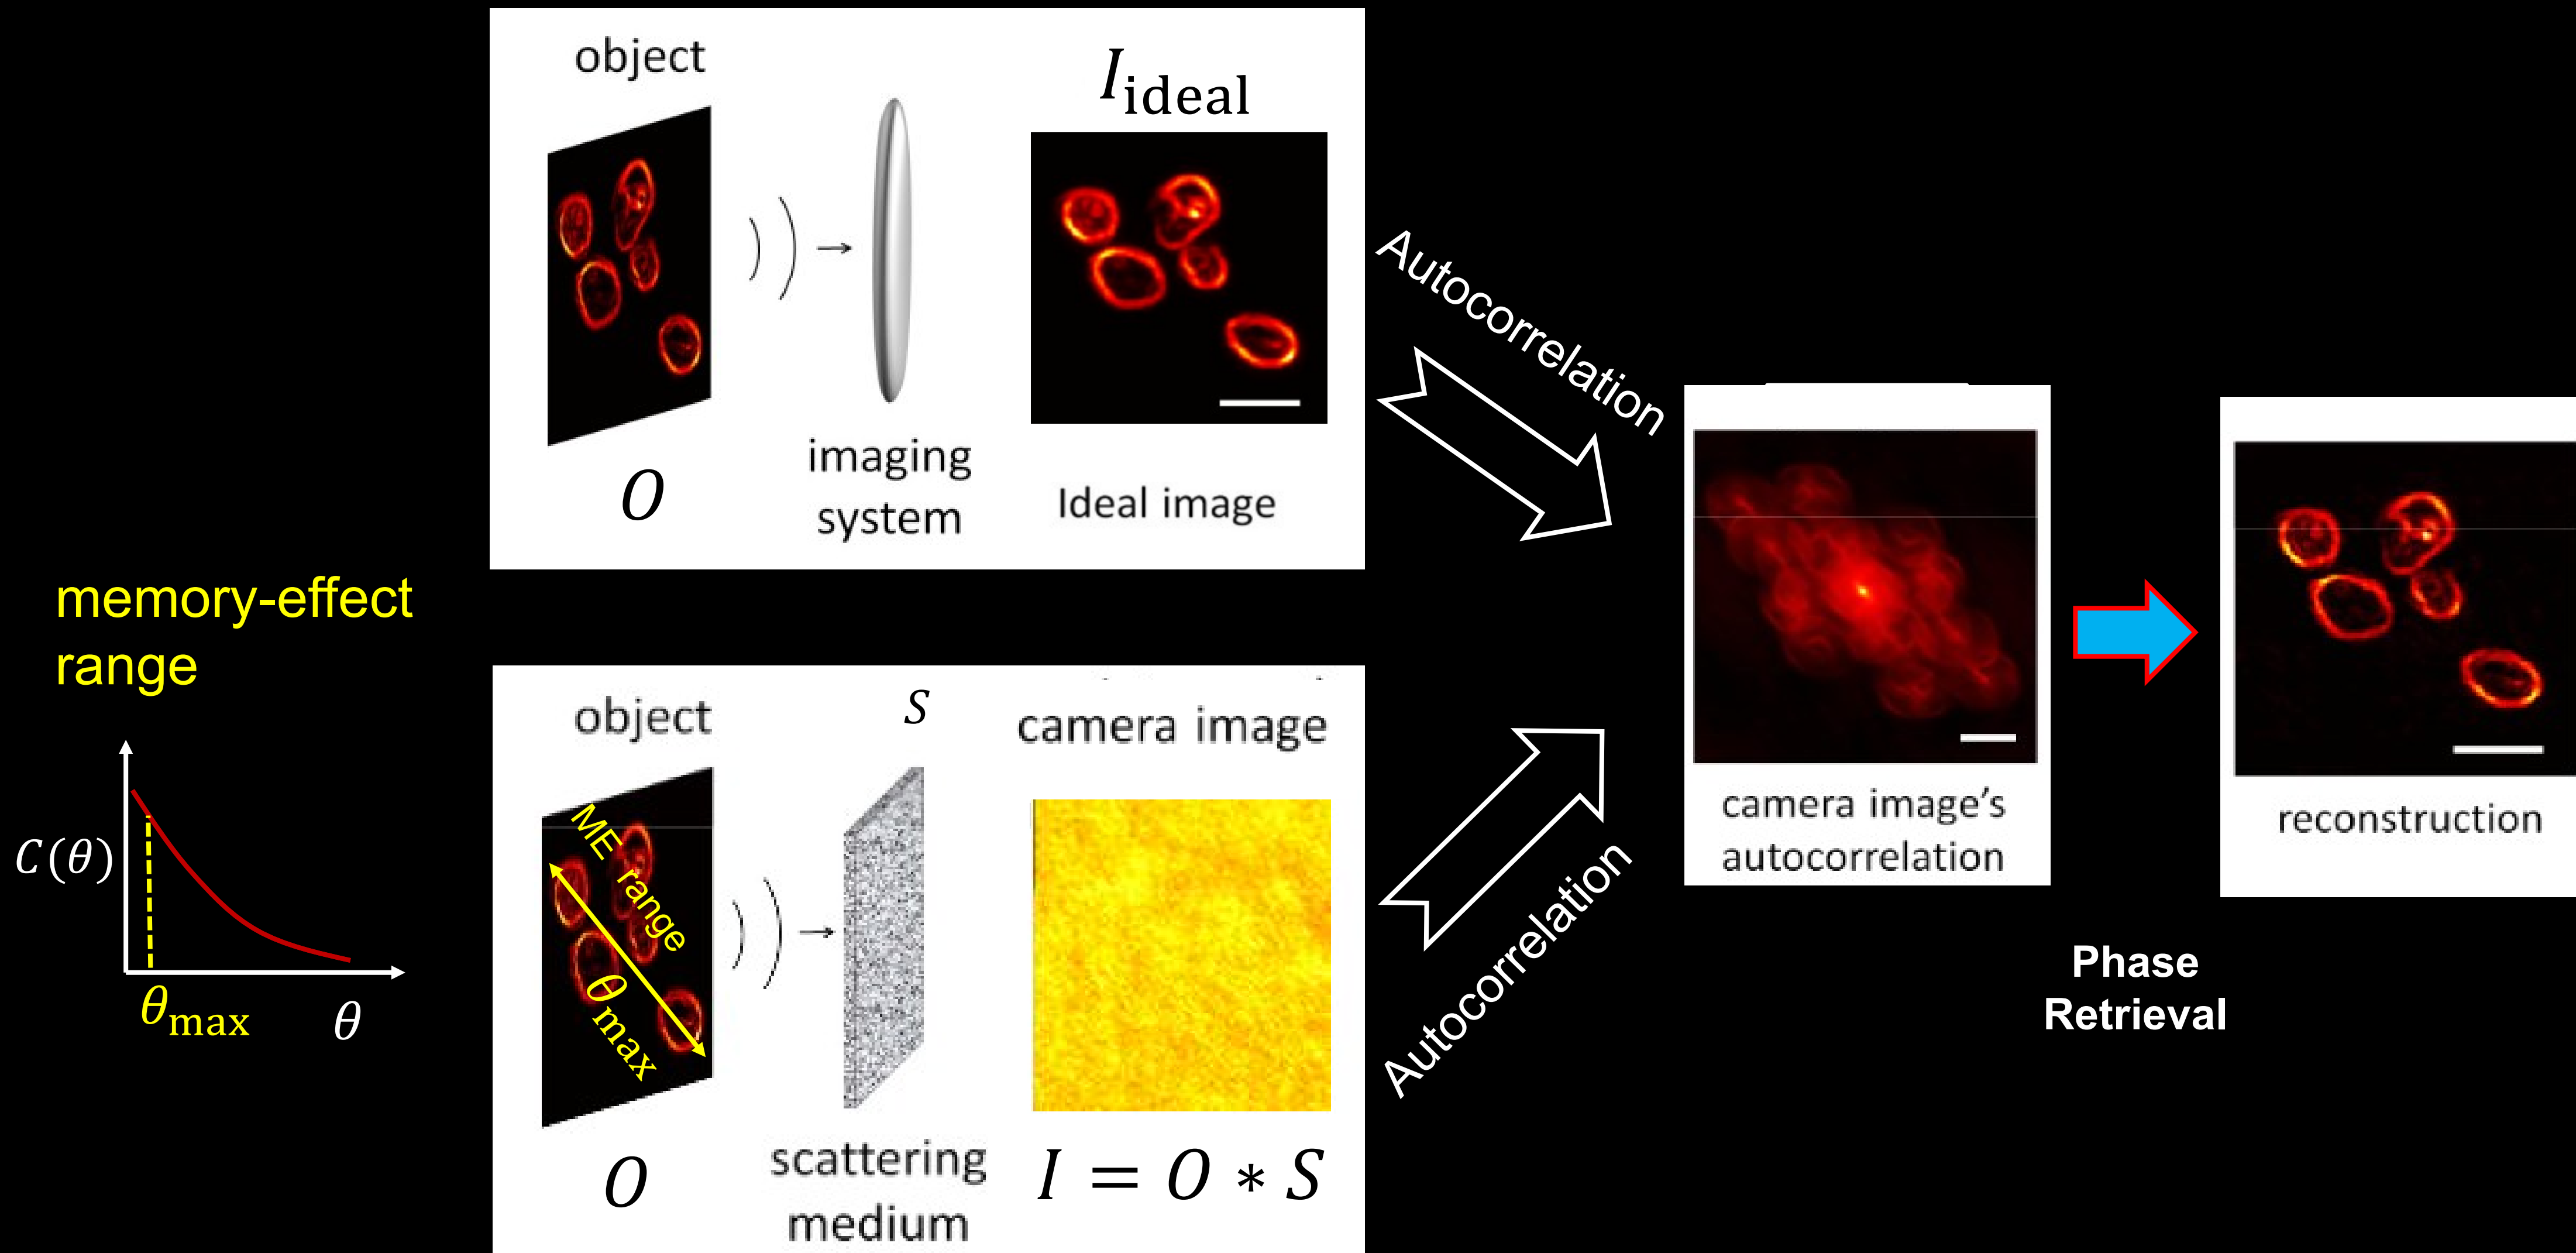 object
I_ideal
imaging
system
O
Ideal image
Autocorrelation
memory-effect
range
C(θ)
θ_max
θ
object
S
camera image
ME range
θ max
O
scattering
medium
I = O * S
Autocorrelation
camera image's
autocorrelation
Phase
Retrieval
reconstruction